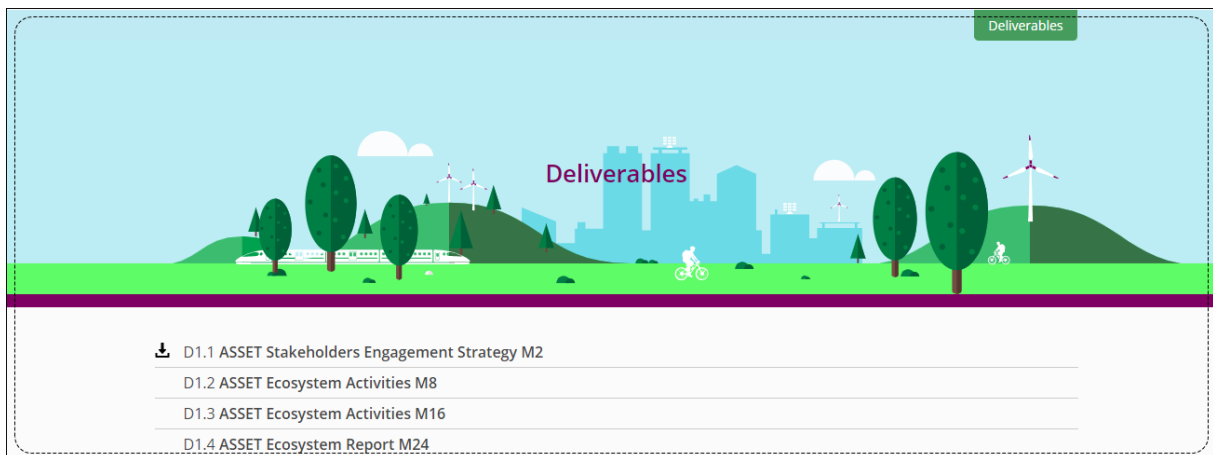 Deliverables
Deliverables
D1.1 ASSET Stakeholders Engagement Strategy M2
D1.2 ASSET Ecosystem Activities M8
D1.3 ASSET Ecosystem Activities M16
D1.4 ASSET Ecosystem Report M24